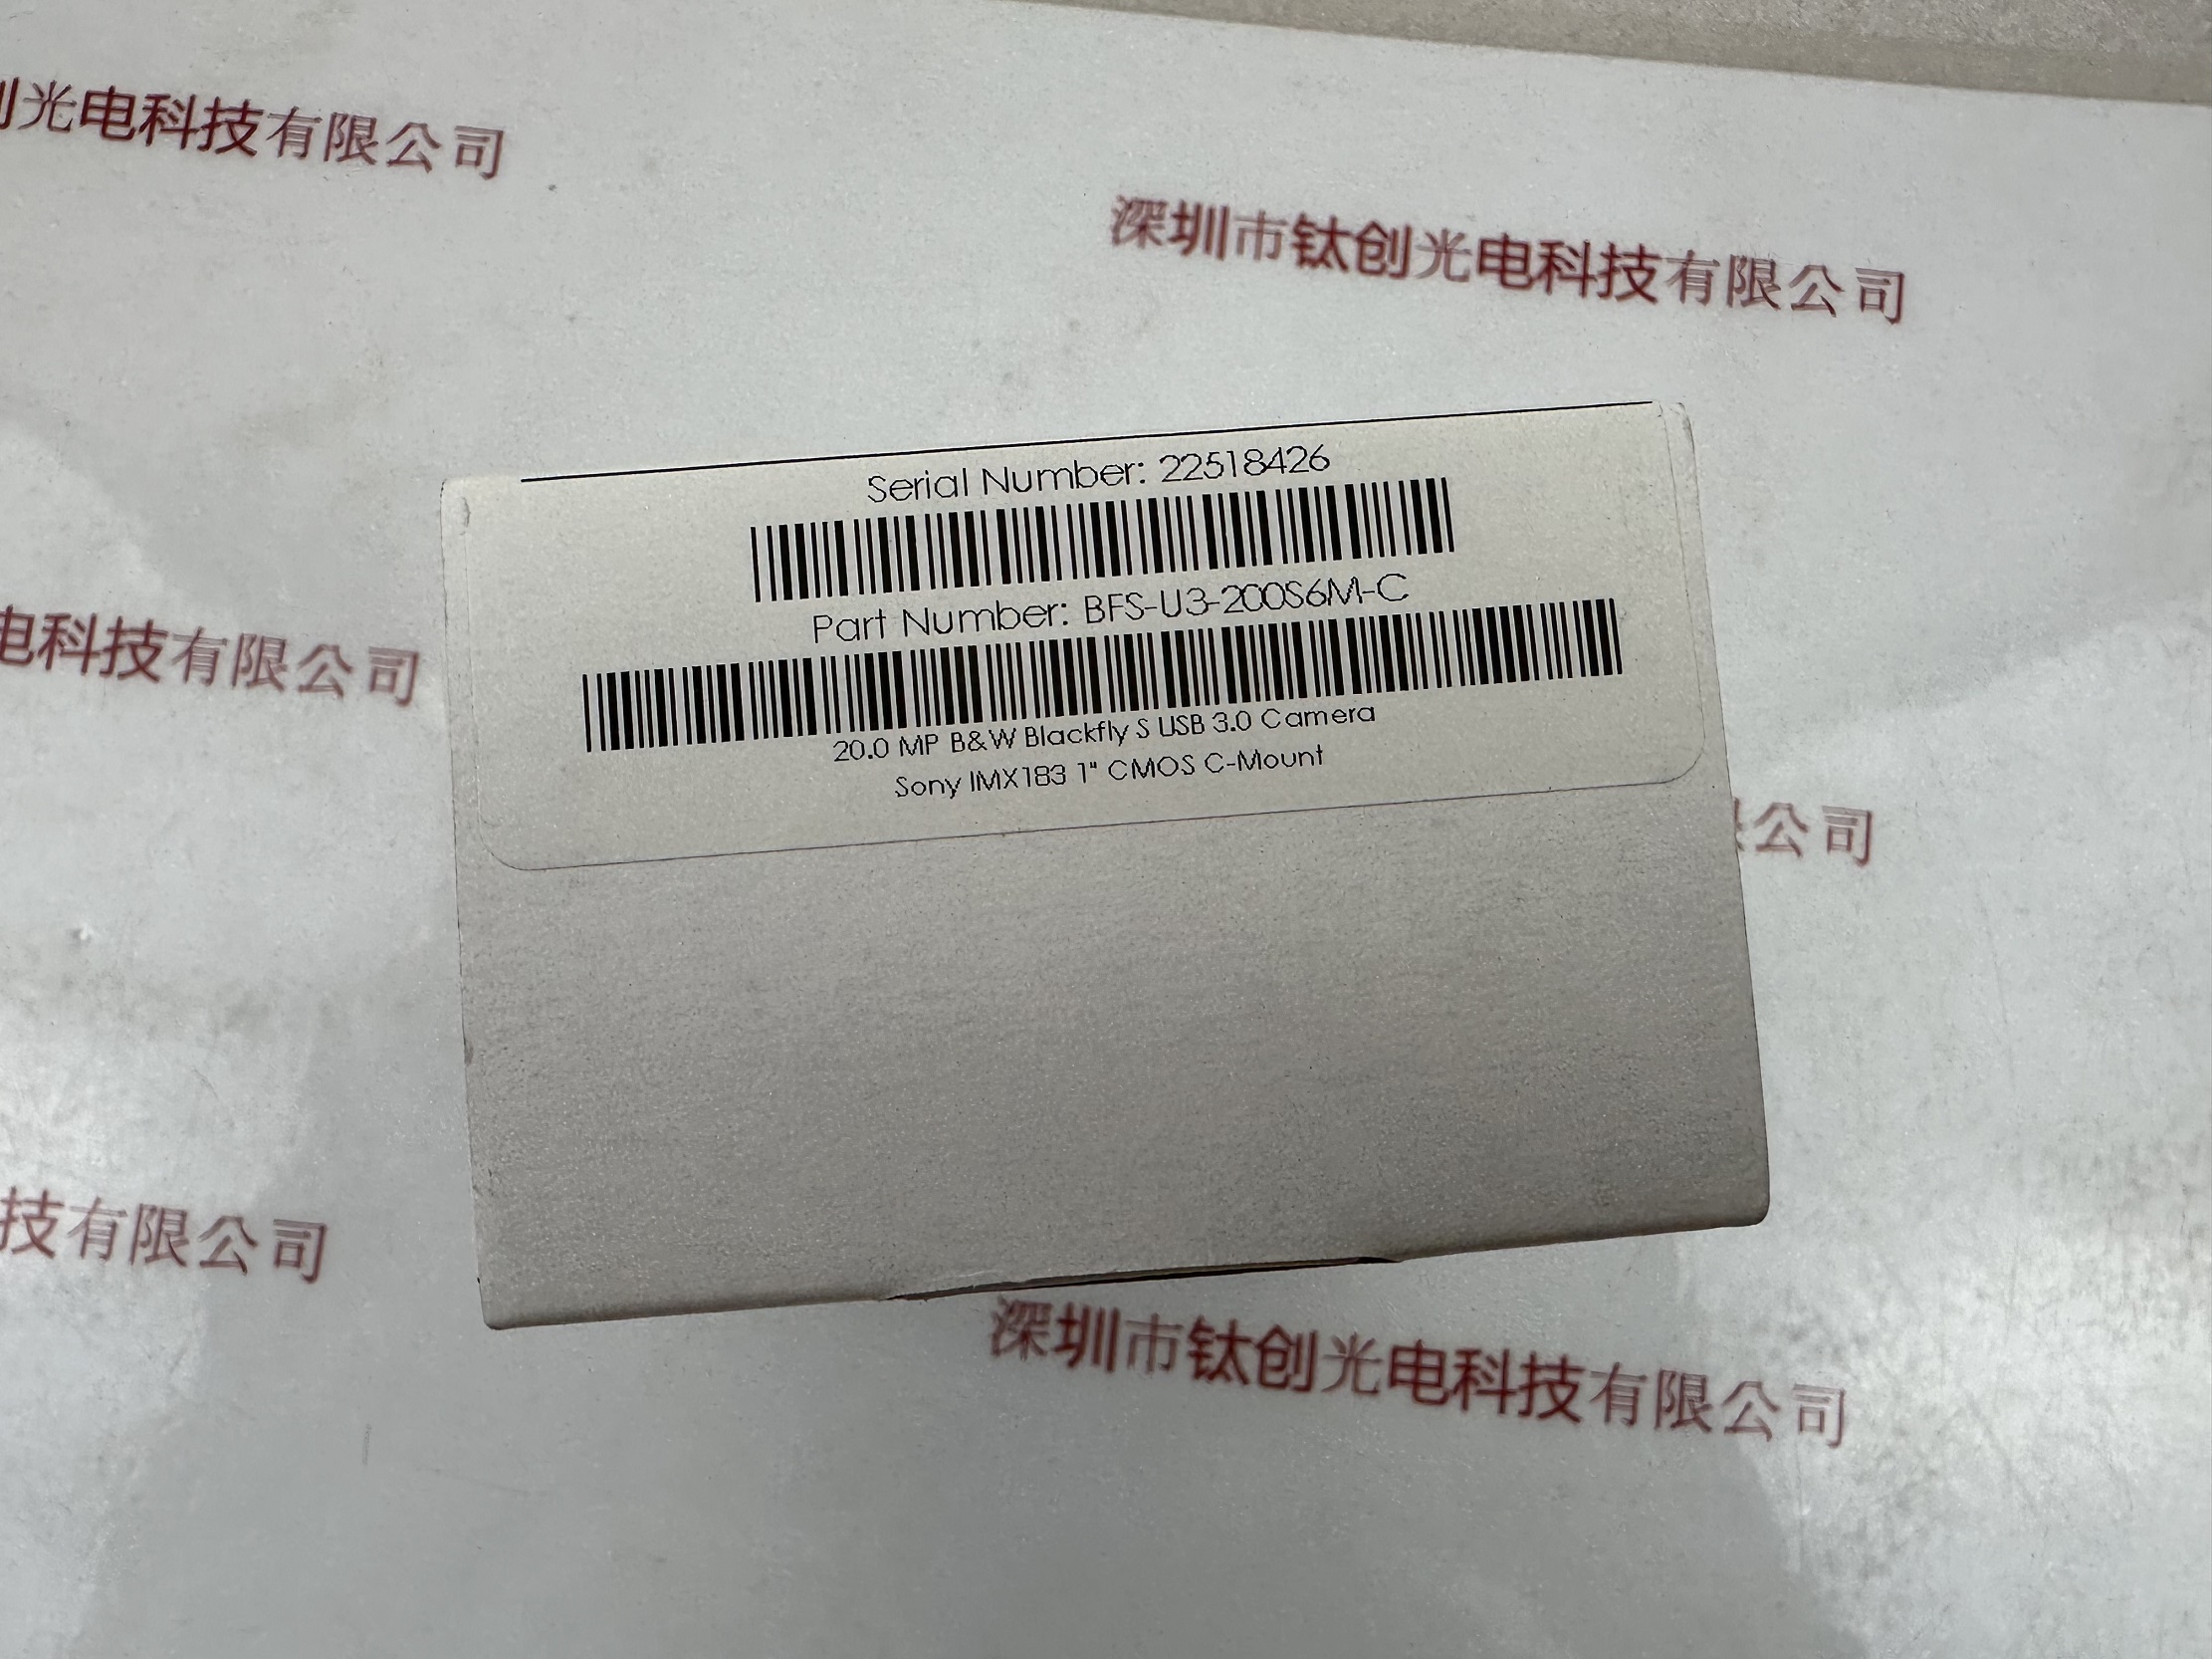 创光电科技有限公司
深圳市钛创光电科技有限公司
Serial Number: 22518426
Part Number: BFS-U3-200S6M-C
电科技有限公司
20.0 MP B&W Blackfly S USB 3.0 Camera
Sony IMX183 1" CMOS C-Mount
限公司
技有限公司
深圳市钛创光电科技有限公司